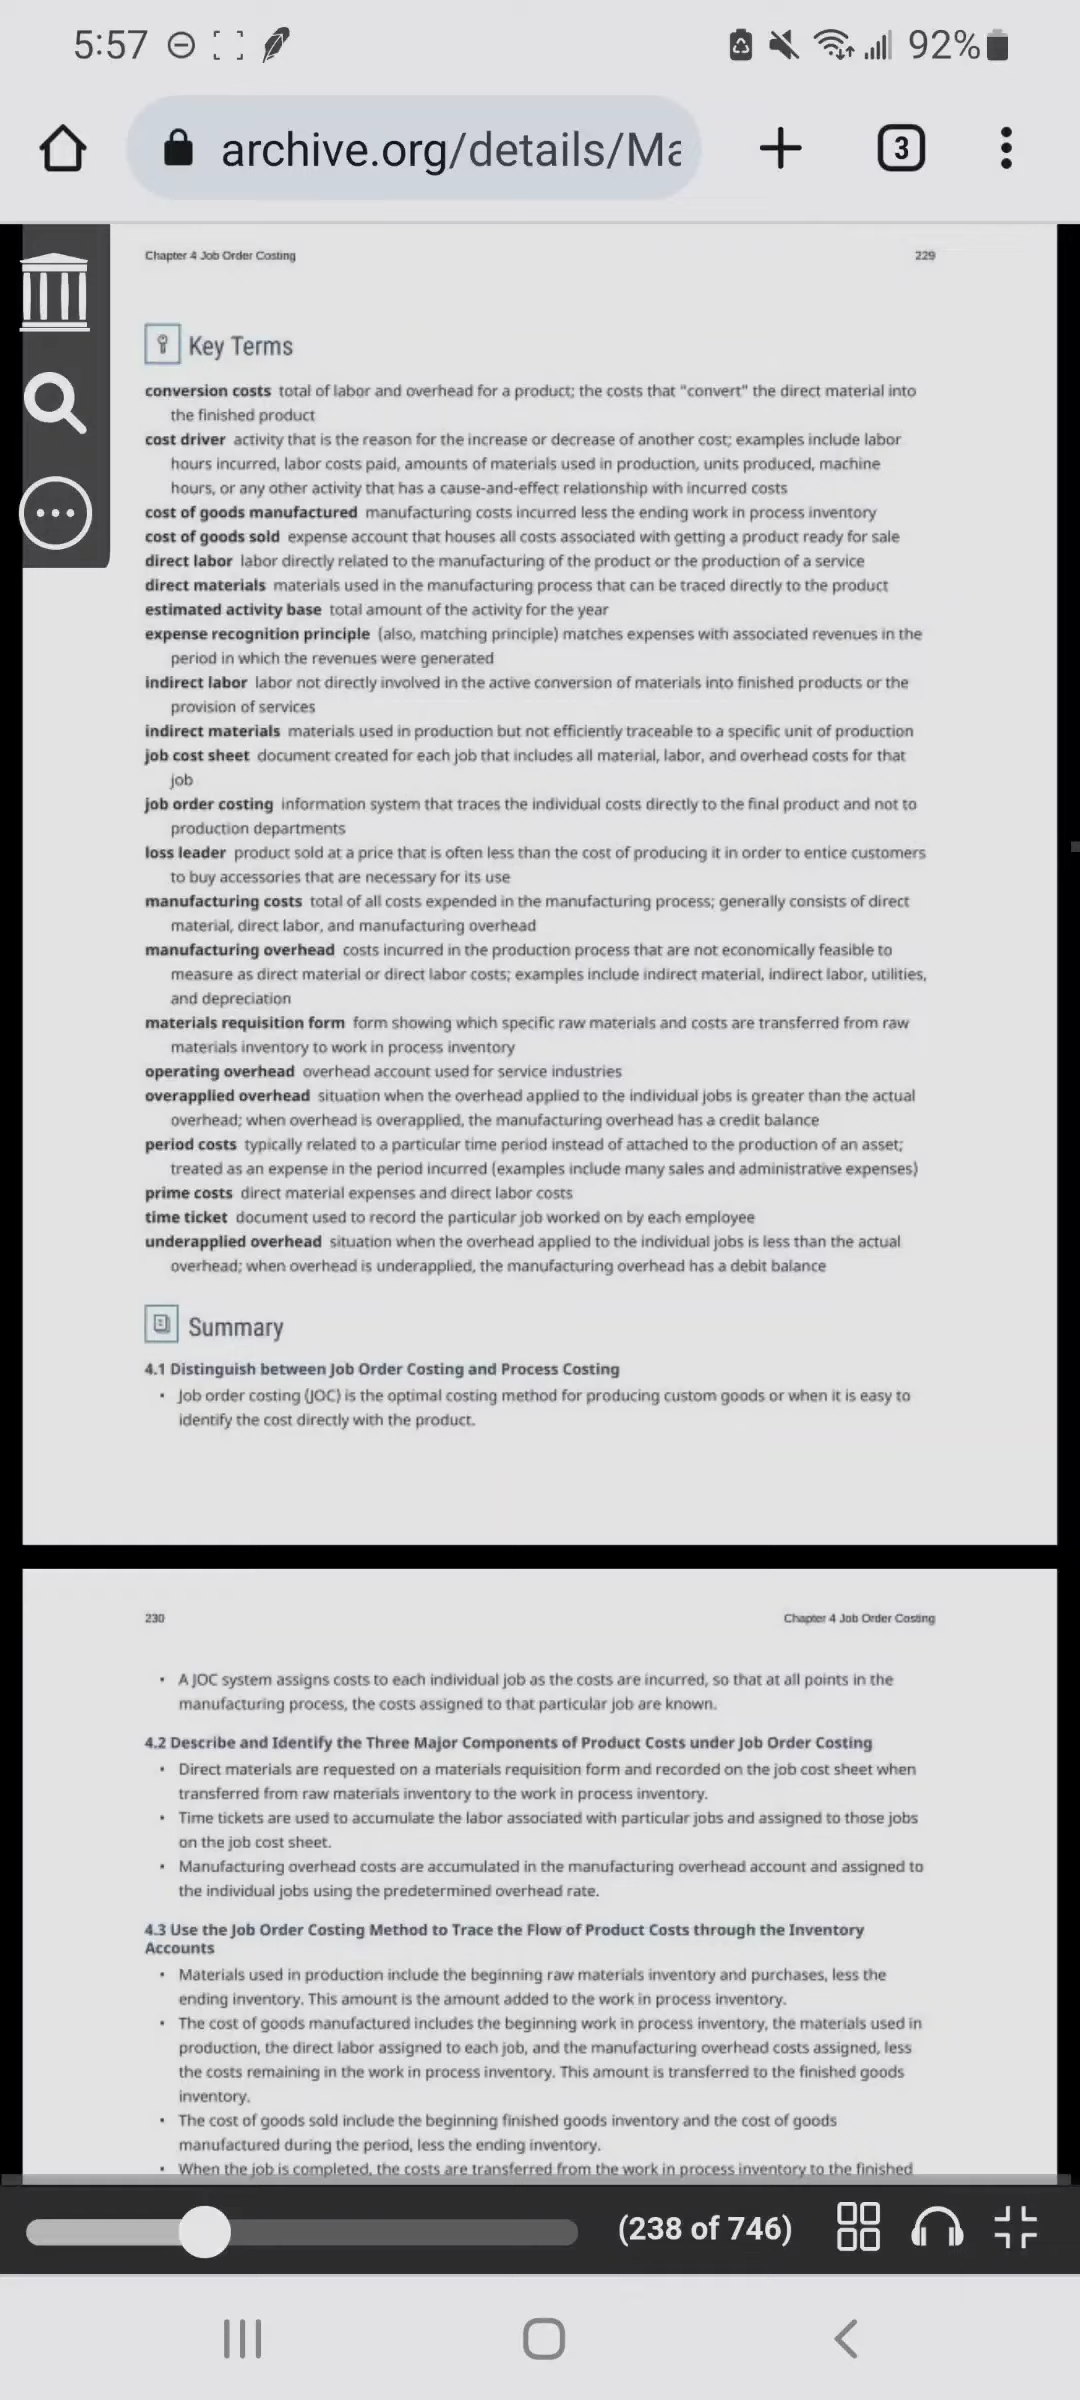 5:57
92%
archive.org/details/Ma
3
Chapter 4 Job Order Costing 229
Key Terms
conversion costs total of labor and overhead for a product; the costs that "convert" the direct material into
the finished product
cost driver activity that is the reason for the increase or decrease of another cost; examples include labor
hours incurred, labor costs paid, amounts of materials used in production, units produced, machine
hours, or any other activity that has a cause-and-effect relationship with incurred costs
cost of goods manufactured manufacturing costs incurred less the ending work in process inventory
cost of goods sold expense account that houses all costs associated with getting a product ready for sale
direct labor labor directly related to the manufacturing of the product or the production of a service
direct materials materials used in the manufacturing process that can be traced directly to the product
estimated activity base total amount of the activity for the year
expense recognition principle (also, matching principle) matches expenses with associated revenues in the
period in which the revenues were generated
indirect labor labor not directly involved in the active conversion of materials into finished products or the
provision of services
indirect materials materials used in production but not efficiently traceable to a specific unit of production
job cost sheet document created for each job that includes all material, labor, and overhead costs for that
job
job order costing information system that traces the individual costs directly to the final product and not to
production departments
loss leader product sold at a price that is often less than the cost of producing it in order to entice customers
to buy accessories that are necessary for its use
manufacturing costs total of all costs expended in the manufacturing process; generally consists of direct
material, direct labor, and manufacturing overhead
manufacturing overhead costs incurred in the production process that are not economically feasible to
measure as direct material or direct labor costs; examples include indirect material, indirect labor, utilities,
and depreciation
materials requisition form form showing which specific raw materials and costs are transferred from raw
materials inventory to work in process inventory
operating overhead overhead account used for service industries
overapplied overhead situation when the overhead applied to the individual jobs is greater than the actual
overhead; when overhead is overapplied, the manufacturing overhead has a credit balance
period costs typically related to a particular time period instead of attached to the production of an asset;
treated as an expense in the period incurred (examples include many sales and administrative expenses)
prime costs direct material expenses and direct labor costs
time ticket document used to record the particular job worked on by each employee
underapplied overhead situation when the overhead applied to the individual jobs is less than the actual
overhead; when overhead is underapplied, the manufacturing overhead has a debit balance
Summary
4.1 Distinguish between Job Order Costing and Process Costing
• Job order costing (JOC) is the optimal costing method for producing custom goods or when it is easy to
identify the cost directly with the product.
230 Chapter 4 Job Order Costing
• A JOC system assigns costs to each individual job as the costs are incurred, so that at all points in the
manufacturing process, the costs assigned to that particular job are known.
4.2 Describe and Identify the Three Major Components of Product Costs under Job Order Costing
• Direct materials are requested on a materials requisition form and recorded on the job cost sheet when
transferred from raw materials inventory to the work in process inventory.
• Time tickets are used to accumulate the labor associated with particular jobs and assigned to those jobs
on the job cost sheet.
• Manufacturing overhead costs are accumulated in the manufacturing overhead account and assigned to
the individual jobs using the predetermined overhead rate.
4.3 Use the Job Order Costing Method to Trace the Flow of Product Costs through the Inventory
Accounts
• Materials used in production include the beginning raw materials inventory and purchases, less the
ending inventory. This amount is the amount added to the work in process inventory.
• The cost of goods manufactured includes the beginning work in process inventory, the materials used in
production, the direct labor assigned to each job, and the manufacturing overhead costs assigned, less
the costs remaining in the work in process inventory. This amount is transferred to the finished goods
inventory.
• The cost of goods sold include the beginning finished goods inventory and the cost of goods
manufactured during the period, less the ending inventory.
• When the job is completed, the costs are transferred from the work in process inventory to the finished
(238 of 746)